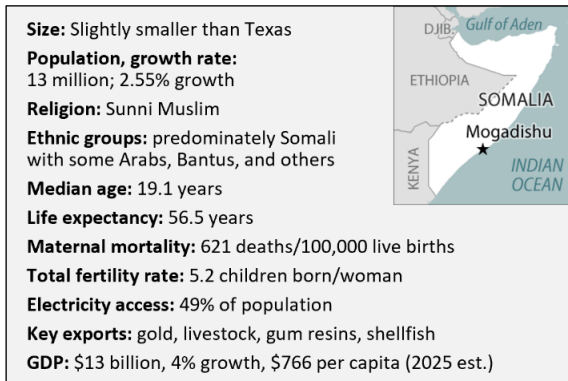 Size: Slightly smaller than Texas
Population, growth rate:
13 million; 2.55% growth
Religion: Sunni Muslim
Ethnic groups: predominately Somali
with some Arabs, Bantus, and others
Median age: 19.1 years
Life expectancy: 56.5 years
Maternal mortality: 621 deaths/100,000 live births
Total fertility rate: 5.2 children born/woman
Electricity access: 49% of population
Key exports: gold, livestock, gum resins, shellfish
GDP: $13 billion, 4% growth, $766 per capita (2025 est.)
DJIB.
Gulf of Aden
ETHIOPIA
SOMALIA
Mogadishu
KENYA
INDIAN
OCEAN